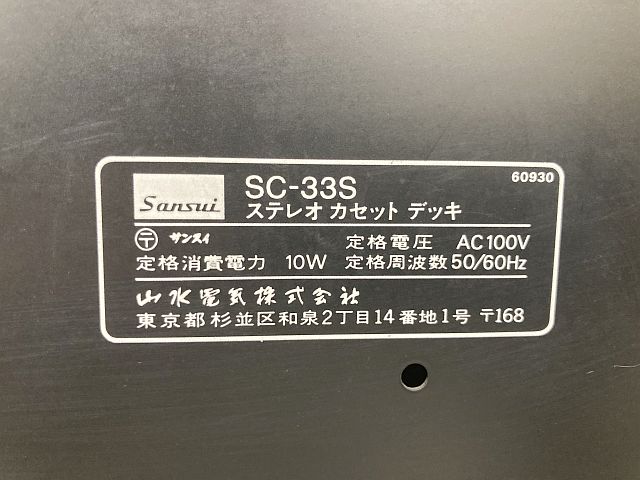 Sansui SC-33S 60930
ステレオ カセット デッキ
〒 サンスイ 定格電圧 AC100V
定格消費電力 10W 定格周波数 50/60Hz
山水電気株式会社
東京都杉並区和泉2丁目14番地1号 〒168